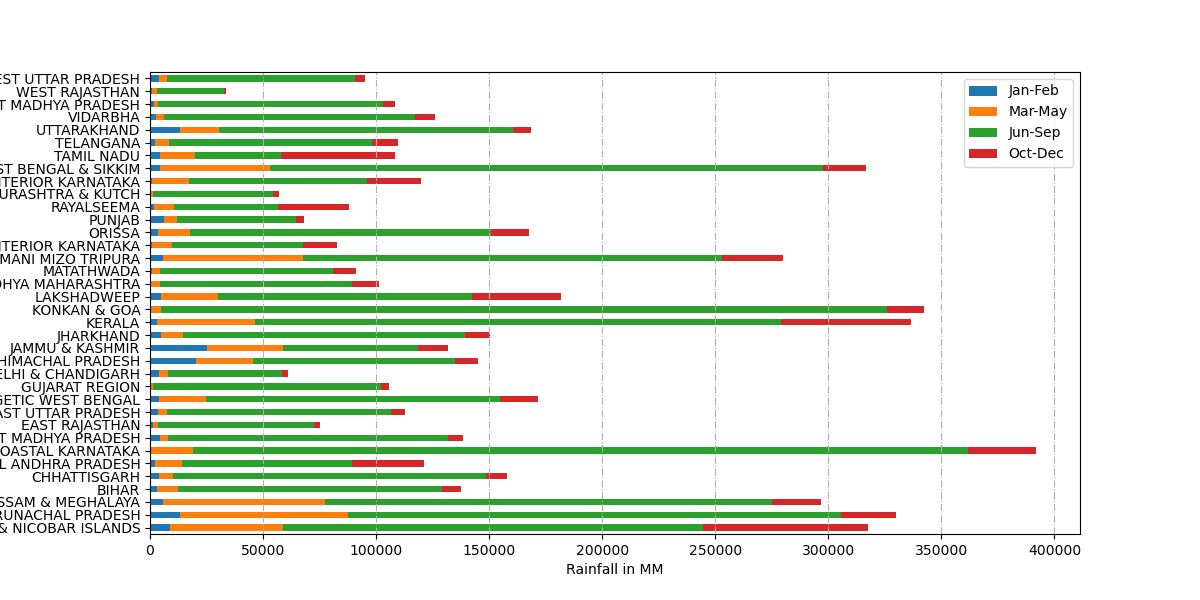 EST UTTAR PRADESH
WEST RAJASTHAN
T MADHYA PRADESH
VIDARBHA
UTTARAKHAND
TELANGANA
TAMIL NADU
ST BENGAL & SIKKIM
TERIOR KARNATAKA
URASHTRA & KUTCH
RAYALSEEMA
PUNJAB
ORISSA
TERIOR KARNATAKA
MANI MIZO TRIPURA
MATATHWADA
DHYA MAHARASHTRA
LAKSHADWEEP
KONKAN & GOA
KERALA
JHARKHAND
JAMMU & KASHMIR
HIMACHAL PRADESH
ELHI & CHANDIGARH
GUJARAT REGION
GETIC WEST BENGAL
AST UTTAR PRADESH
EAST RAJASTHAN
T MADHYA PRADESH
OASTAL KARNATAKA
L ANDHRA PRADESH
CHHATTISGARH
BIHAR
SSAM & MEGHALAYA
RUNACHAL PRADESH
& NICOBAR ISLANDS
0 50000 100000 150000 200000 250000 300000 350000 400000
Rainfall in MM
Jan-Feb
Mar-May
Jun-Sep
Oct-Dec